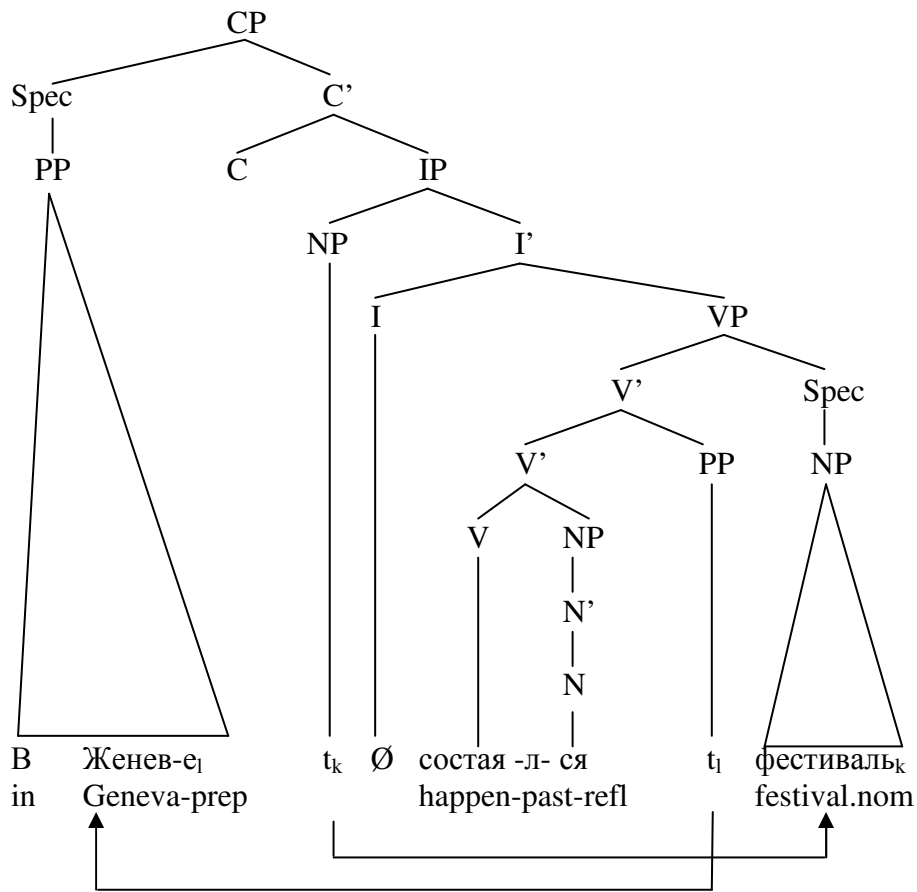 CP
Spec C’
PP C IP
NP I’
I VP
V’ Spec
V’ PP NP
V NP
N’
N
В Женев-еl tk Ø состая -л- ся tl фестивальk
in Geneva-prep happen-past-refl festival.nom